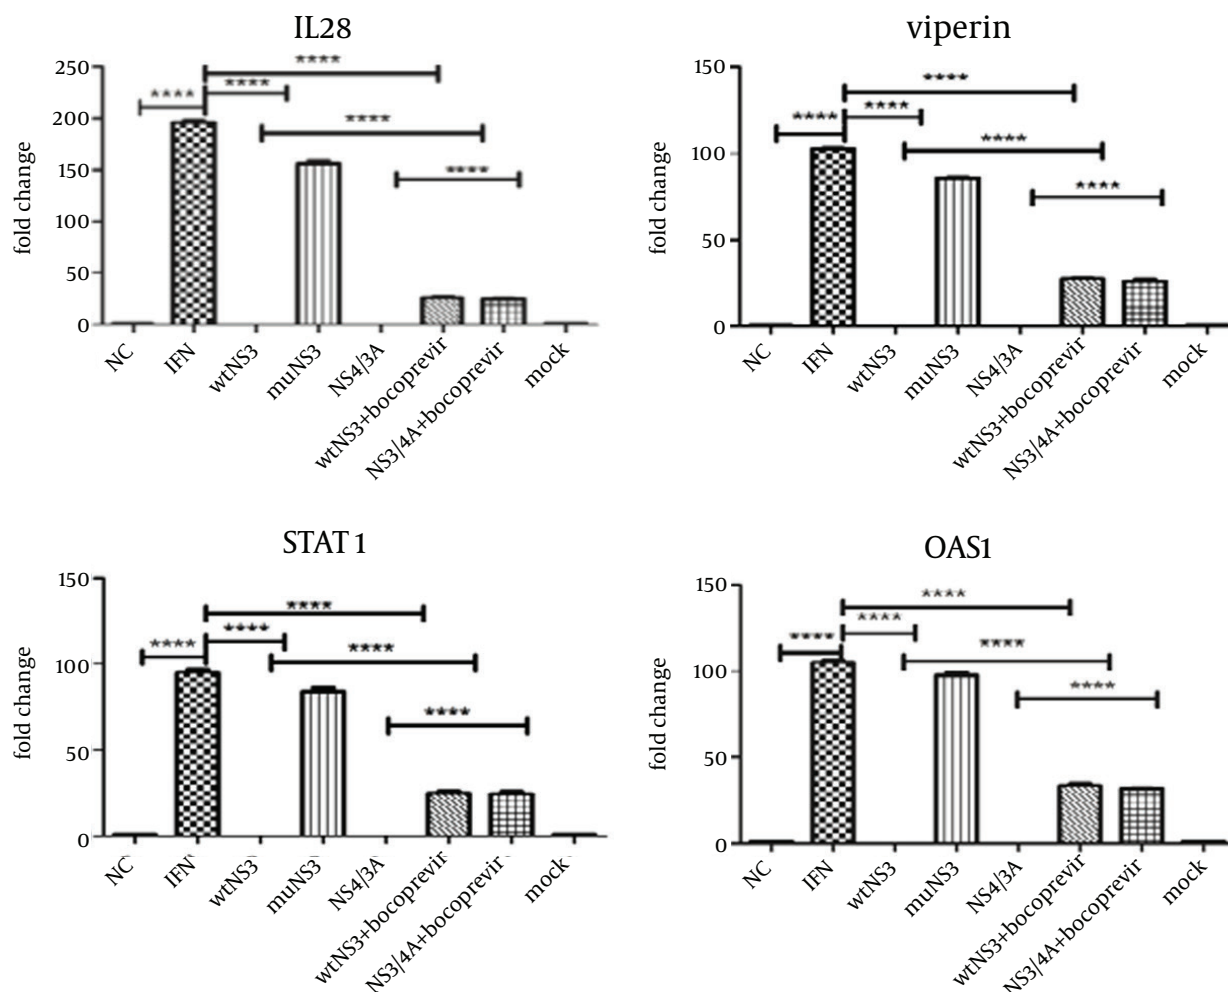 IL28
fold change
250
200
150
100
50
0
****
****
****
****
****
NC
IFN
wtNS3
muNS3
NS4/3A
wtNS3+bocoprevir
NS3/4A+bocoprevir
mock
viperin
fold change
150
100
50
0
****
****
****
****
****
NC
IFN
wtNS3
muNS3
NS4/3A
wtNS3+bocoprevir
NS3/4A+bocoprevir
mock
STAT 1
fold change
150
100
50
0
****
****
****
****
****
NC
IFN
wtNS3
muNS3
NS4/3A
wtNS3+bocoprevir
NS3/4A+bocoprevir
mock
OAS1
fold change
150
100
50
0
****
****
****
****
****
NC
IFN
wtNS3
muNS3
NS4/3A
wtNS3+bocoprevir
NS3/4A+bocoprevir
mock